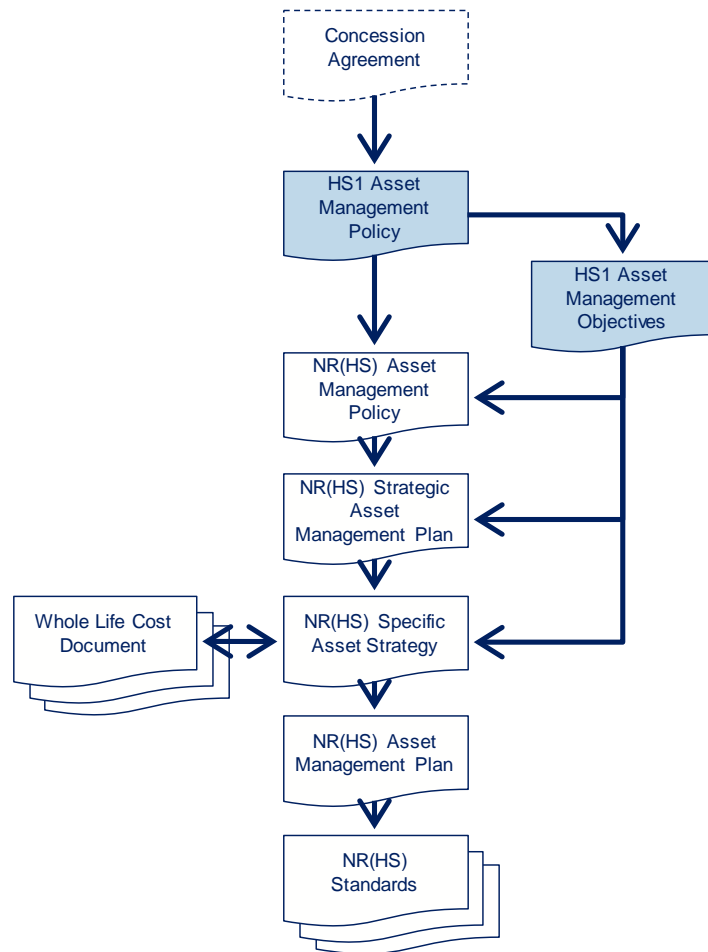 Concession
Agreement
HS1 Asset
Management
Policy
HS1 Asset
Management
Objectives
NR(HS) Asset
Management
Policy
NR(HS) Strategic
Asset
Management Plan
Whole Life Cost
Document
NR(HS) Specific
Asset Strategy
NR(HS) Asset
Management Plan
NR(HS)
Standards